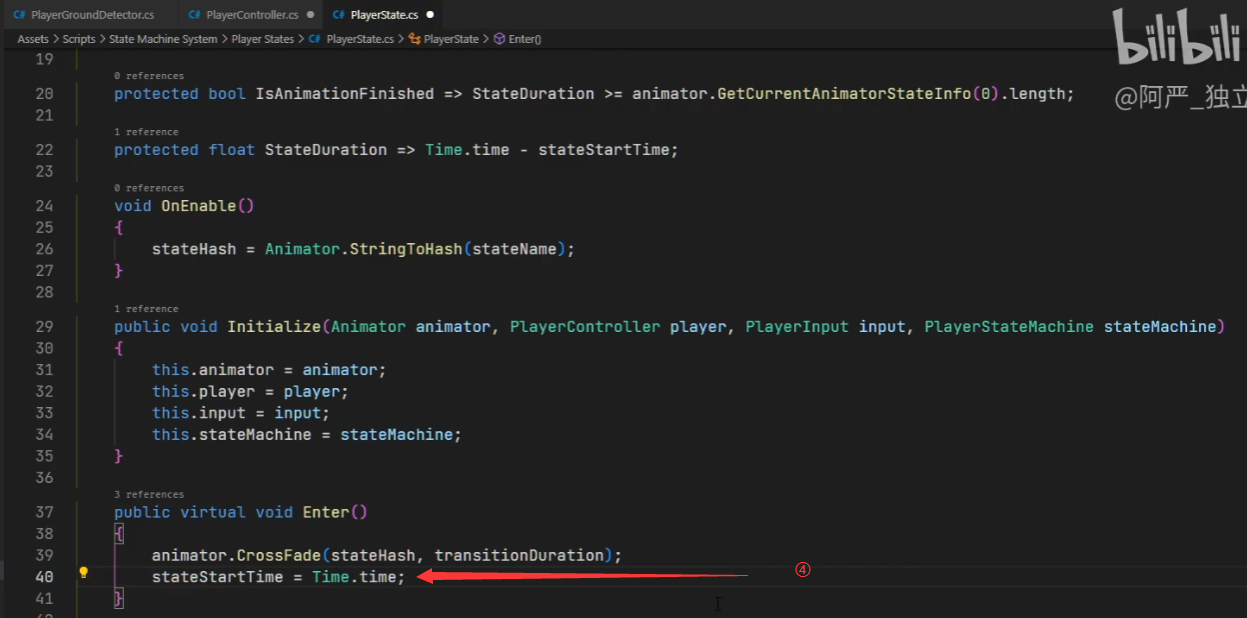 PlayerGroundDetector.cs PlayerController.cs PlayerState.cs
Assets > Scripts > State Machine System > Player States > PlayerState.cs > PlayerState > Enter()
bilibili
@阿严_独立
19
0 references
20 protected bool IsAnimationFinished => StateDuration >= animator.GetCurrentAnimatorStateInfo(0).length;
21
1 reference
22 protected float StateDuration => Time.time - stateStartTime;
23
0 references
24 void OnEnable()
25 {
26 stateHash = Animator.StringToHash(stateName);
27 }
28
1 reference
29 public void Initialize(Animator animator, PlayerController player, PlayerInput input, PlayerStateMachine stateMachine)
30 {
31 this.animator = animator;
32 this.player = player;
33 this.input = input;
34 this.stateMachine = stateMachine;
35 }
36
3 references
37 public virtual void Enter()
38 {
39 animator.CrossFade(stateHash, transitionDuration);
40 stateStartTime = Time.time; ④
41 }